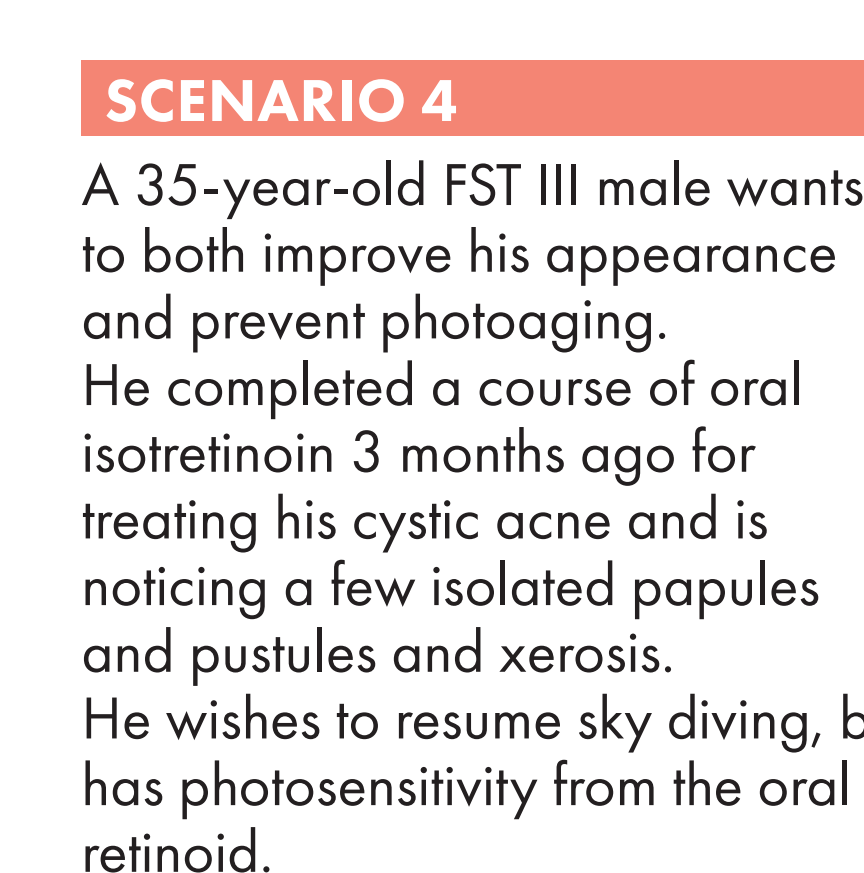 SCENARIO 4
A 35-year-old FST III male wants
to both improve his appearance
and prevent photoaging.
He completed a course of oral
isotretinoin 3 months ago for
treating his cystic acne and is
noticing a few isolated papules
and pustules and xerosis.
He wishes to resume sky diving,
has photosensitivity from the oral
retinoid.